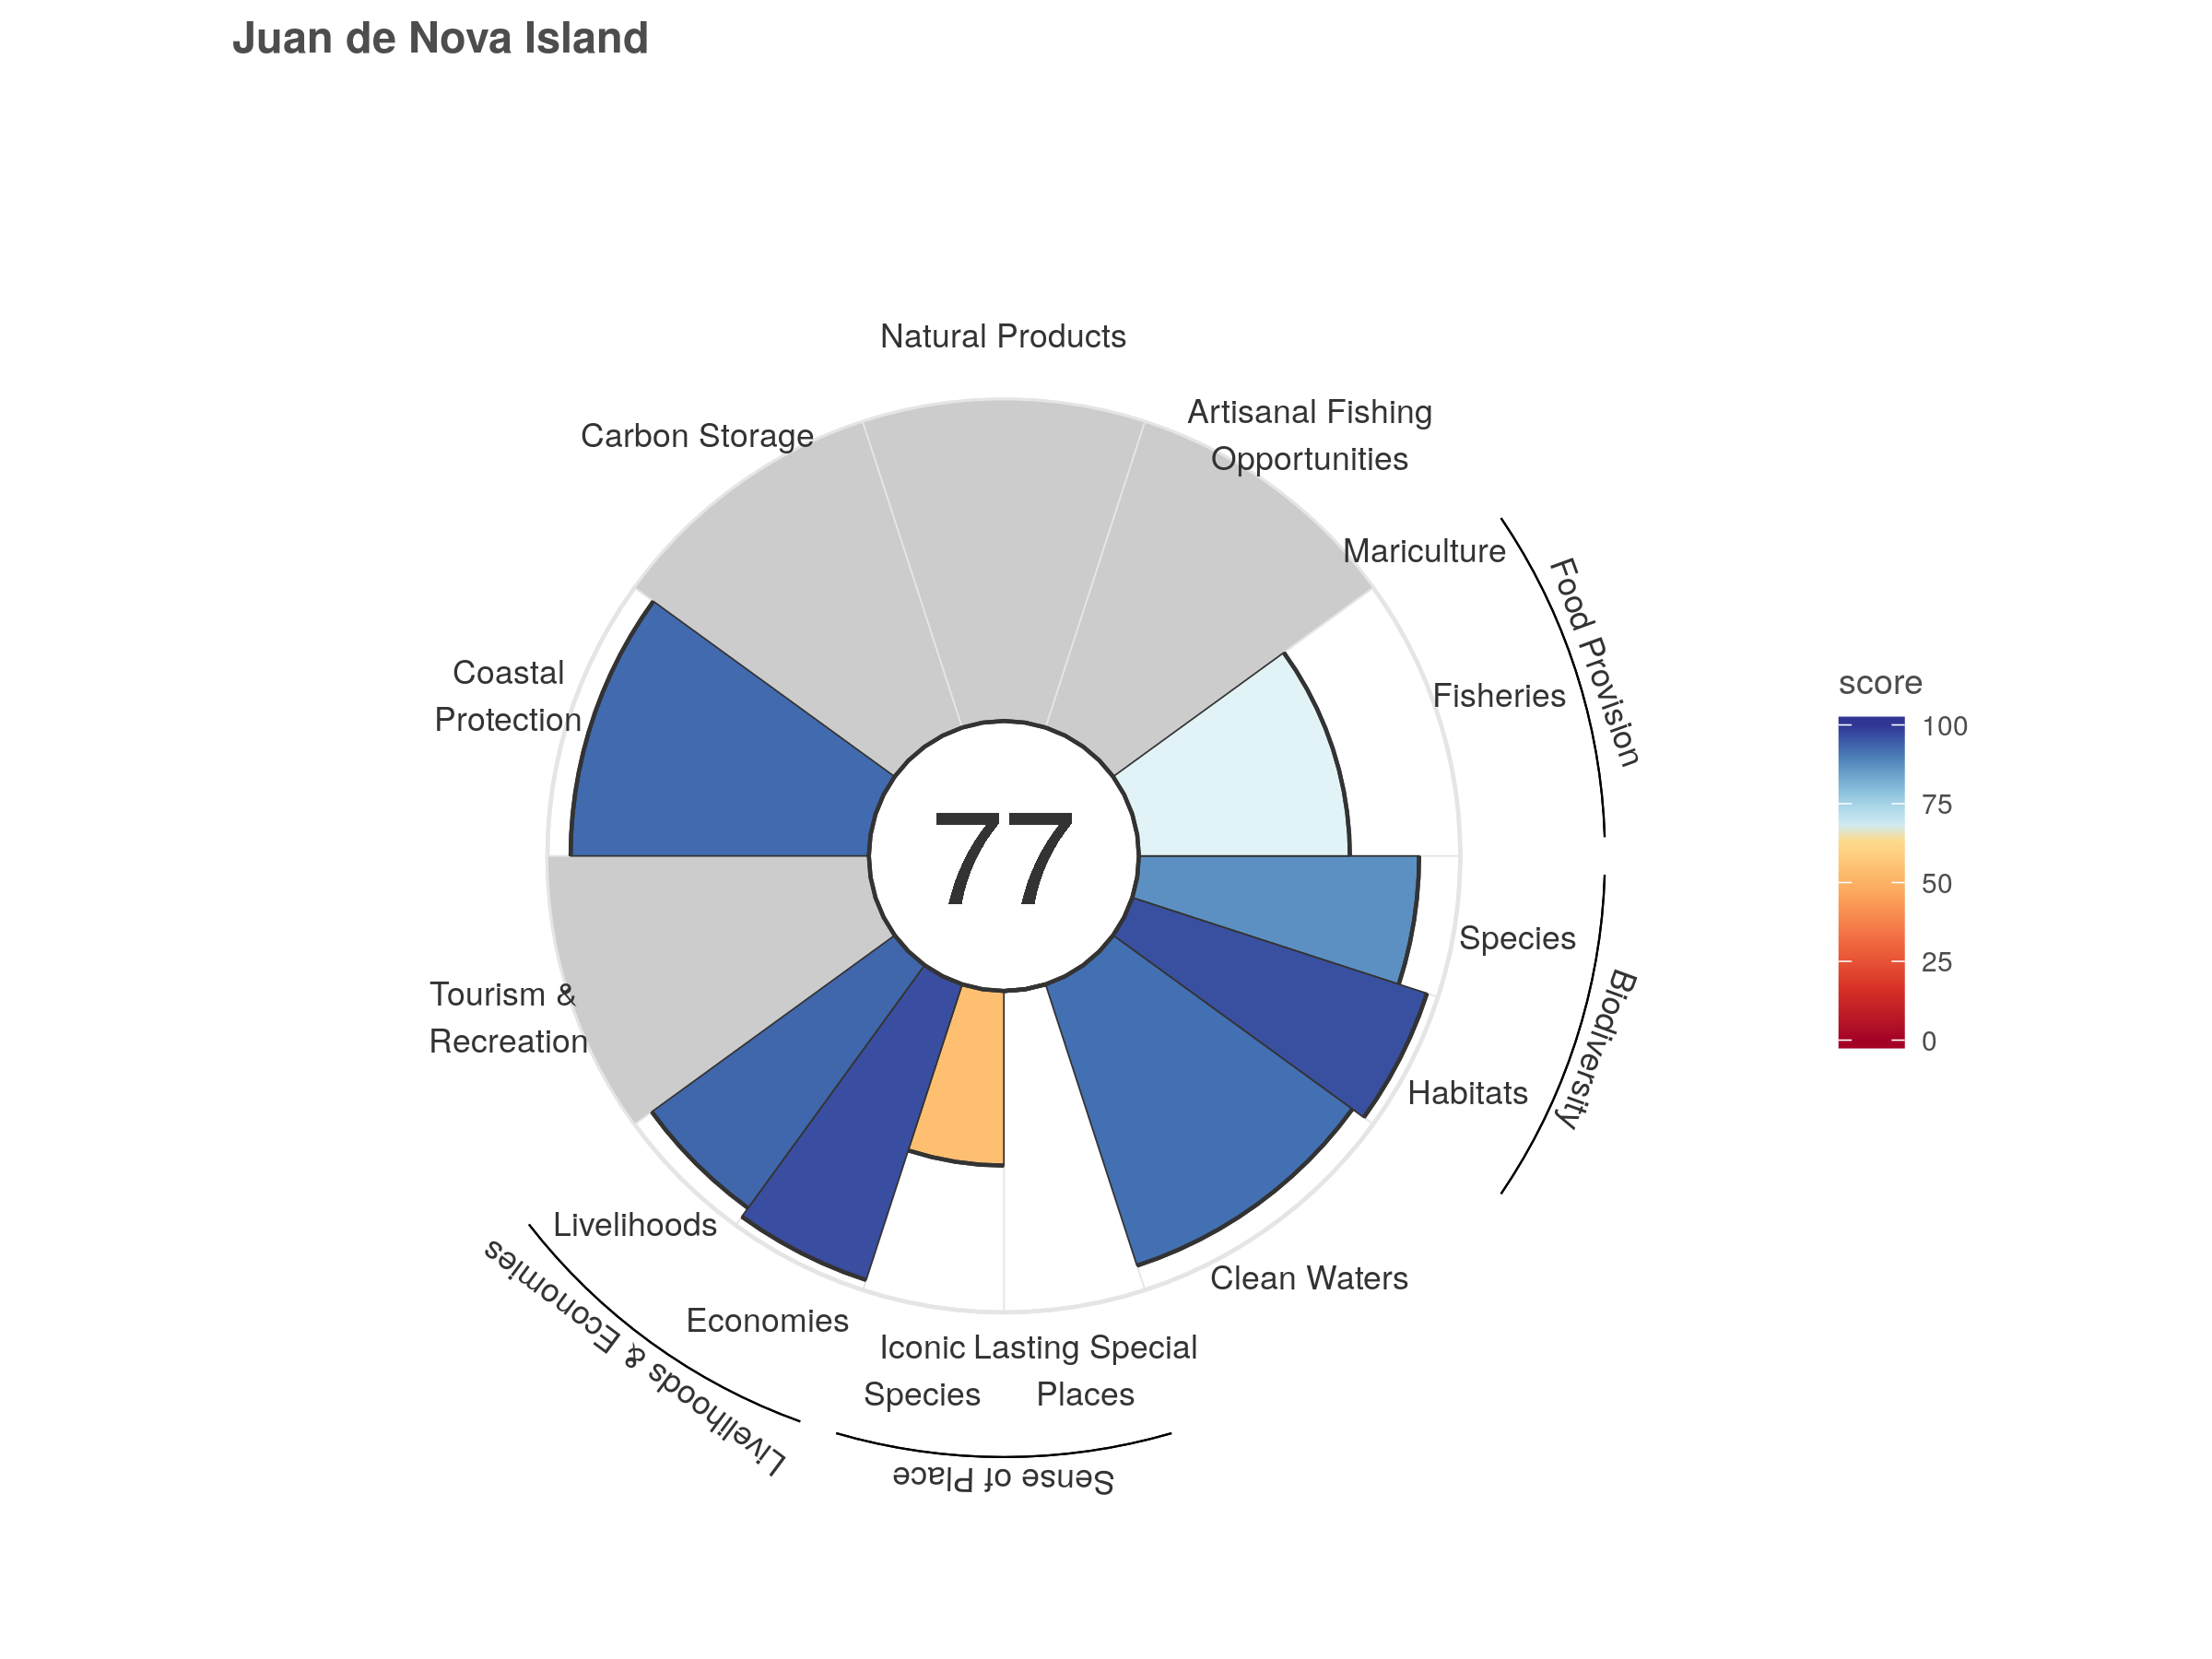 Juan de Nova Island
Natural Products
Artisanal Fishing
Opportunities
Carbon Storage
Mariculture
Food Provision
Fisheries
Coastal
Protection
77
score
100
75
50
25
0
Species
Biodiversity
Habitats
Tourism &
Recreation
Livelihoods
Clean Waters
Economies
Livelihoods & Economies
Iconic
Species
Lasting Special
Places
Sense of Place